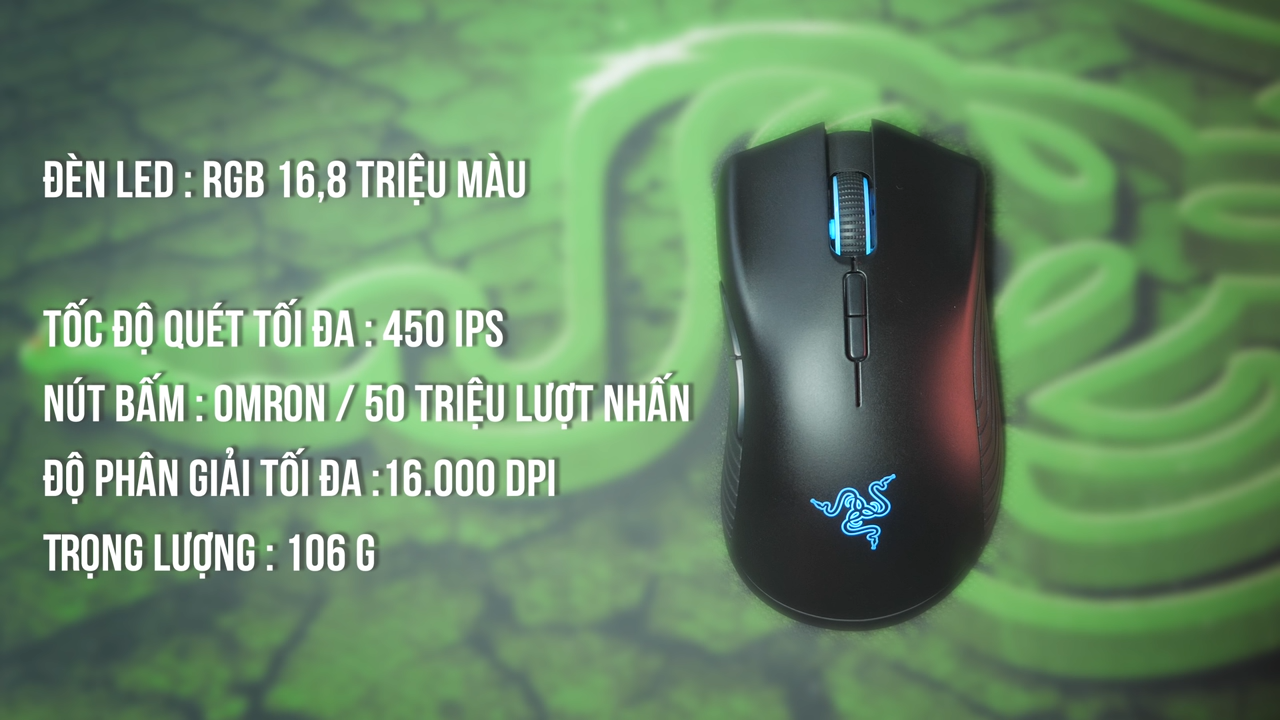 ĐÈN LED : RGB 16,8 TRIỆU MÀU
TỐC ĐỘ QUÉT TỐI ĐA : 450 IPS
NÚT BẤM : OMRON / 50 TRIỆU LƯỢT NHẤN
ĐỘ PHÂN GIẢI TỐI ĐA :16.000 DPI
TRỌNG LƯỢNG : 106 G